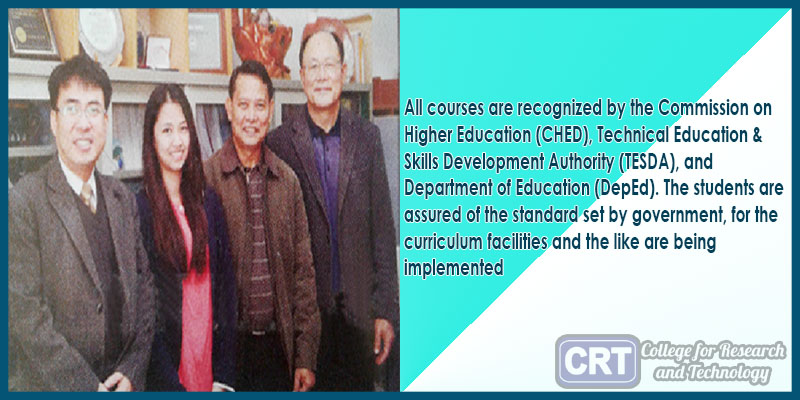 All courses are recognized by the Commission on
Higher Education (CHED), Technical Education &
Skills Development Authority (TESDA), and
Department of Education (DepEd). The students are
assured of the standard set by government, for the
curriculum facilities and the like are being
implemented
CRT College for Research
and Technology